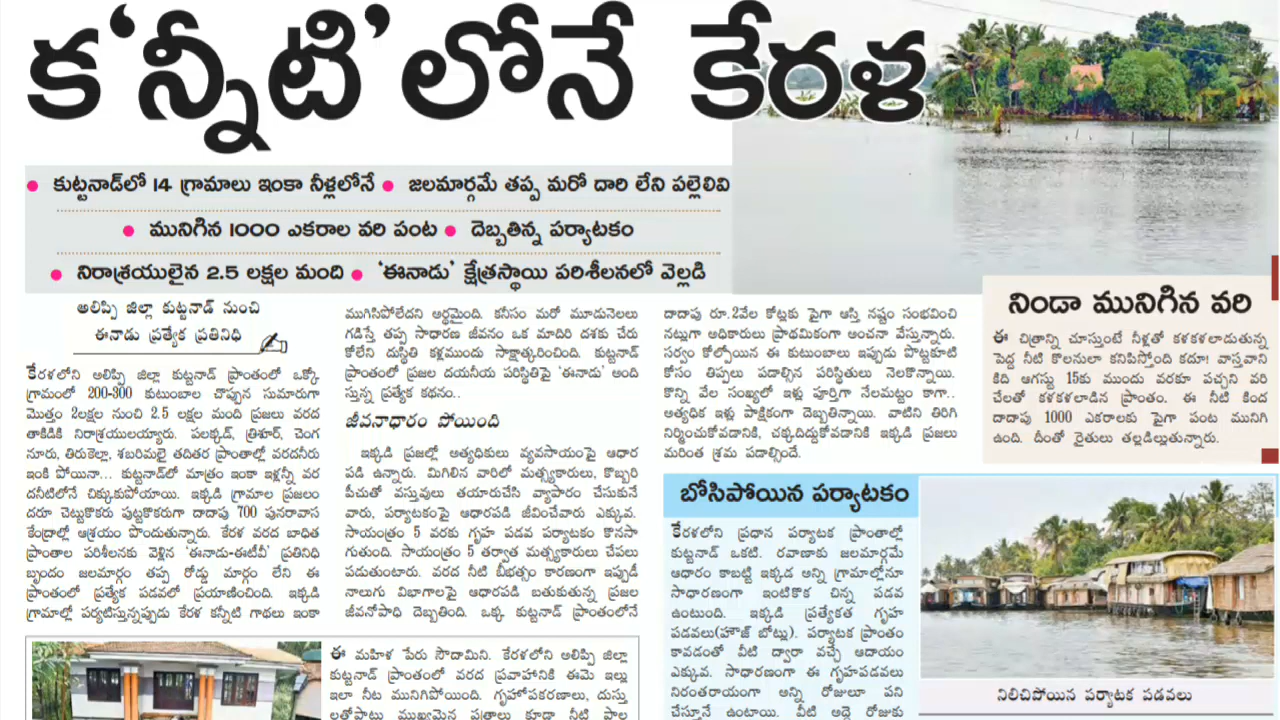 క‘న్నీటి’లోనే కేరళ
● కుట్టనాడ్‌లో 14 గ్రామాలు ఇంకా నీళ్లలోనే ● జలమార్గమే తప్ప మరో దారి లేని పల్లెలివి
● మునిగిన 1000 ఎకరాల వరి పంట ● దెబ్బతిన్న పర్యాటకం
● నిరాశ్రయులైన 2.5 లక్షల మంది ● ‘ఈనాడు’ క్షేత్రస్థాయి పరిశీలనలో వెల్లడి
అలిప్పి జిల్లా కుట్టనాడ్ నుంచి
ఈనాడు ప్రత్యేక ప్రతినిధి
కేరళలోని అలిప్పి జిల్లా కుట్టనాడ్ ప్రాంతంలో ఒక్కో
గ్రామంలో 200-300 కుటుంబాల చొప్పున సుమారుగా
మొత్తం 2లక్షల నుంచి 2.5 లక్షల మంది ప్రజలు వరద
తాకిడికి నిరాశ్రయులయ్యారు. పలక్కడ్, త్రిశూర్, చెంగ
నూరు, తిరుకెల్లా, శబరిమలై తదితర ప్రాంతాల్లో వరదనీరు
ఇంకి పోయినా... కుట్టనాడ్‌లో మాత్రం ఇంకా ఇళ్లన్నీ వర
దనీటిలోనే చిక్కుకుపోయాయి. ఇక్కడి గ్రామాల ప్రజలం
దరూ చెట్టుకొకరు పుట్టకొకరుగా దాదాపు 700 పునరావాస
కేంద్రాల్లో ఆశ్రయం పొందుతున్నారు. కేరళ వరద బాధిత
ప్రాంతాల పరిశీలనకు వెళ్లిన ‘ఈనాడు-ఈటీవీ’ ప్రతినిధి
బృందం జలమార్గం తప్ప రోడ్డు మార్గం లేని ఈ
ప్రాంతంలో ప్రత్యేక పడవలో ప్రయాణించింది. ఇక్కడి
గ్రామాల్లో పర్యటిస్తున్నప్పుడు కేరళ కన్నీటి గాథలు ఇంకా
ముగిసిపోలేదని అర్థమైంది. కనీసం మరో మూడునెలలు
గడిస్తే తప్ప సాధారణ జీవనం ఒక మాదిరి దశకు చేరు
కోలేని దుస్థితి కళ్లముందు సాక్షాత్కరించింది. కుట్టనాడ్
ప్రాంతంలో ప్రజల దయనీయ పరిస్థితిపై ‘ఈనాడు’ అంది
స్తున్న ప్రత్యేక కథనం..
జీవనాధారం పోయింది
ఇక్కడి ప్రజల్లో అత్యధికులు వ్యవసాయంపై ఆధార
పడి ఉన్నారు. మిగిలిన వారిలో మత్స్యకారులు, కొబ్బరి
పీచుతో వస్తువులు తయారుచేసి వ్యాపారం చేసుకునే
వారు, పర్యాటకంపై ఆధారపడి జీవించేవారు ఎక్కువ.
సాయంత్రం 5 వరకు గృహ పడవ పర్యాటకం కొనసా
గుతుంది. సాయంత్రం 5 తర్వాత మత్స్యకారులు చేపలు
పడుతుంటారు. వరద నీటి బీభత్సం కారణంగా ఇప్పుడీ
నాలుగు విభాగాలపై ఆధారపడి బతుకుతున్న ప్రజల
జీవనోపాధి దెబ్బతింది. ఒక్క కుట్టనాడ్ ప్రాంతంలోనే
దాదాపు రూ.2వేల కోట్లకు పైగా ఆస్తి నష్టం సంభవించి
నట్లుగా అధికారులు ప్రాథమికంగా అంచనా వేస్తున్నారు.
సర్వం కోల్పోయిన ఈ కుటుంబాలు ఇప్పుడు పొట్టకూటి
కోసం తిప్పలు పడాల్సిన పరిస్థితులు నెలకొన్నాయి.
కొన్ని వేల సంఖ్యలో ఇళ్లు పూర్తిగా నేలమట్టం కాగా..
అత్యధిక ఇళ్లు పాక్షికంగా దెబ్బతిన్నాయి. వాటిని తిరిగి
నిర్మించుకోవడానికి, చక్కదిద్దుకోవడానికి ఇక్కడి ప్రజలు
మరింత శ్రమ పడాల్సిందే.
నిండా మునిగిన వరి
ఈ చిత్రాన్ని చూస్తుంటే నీళ్లతో కళకళలాడుతున్న
పెద్ద నీటి కొలనులా కనిపిస్తోంది కదూ! వాస్తవాని
కిది ఆగస్టు 15కు ముందు వరకూ పచ్చని వరి
చేలతో కళకళలాడిన ప్రాంతం. ఈ నీటి కింద
దాదాపు 1000 ఎకరాలకు పైగా పంట మునిగి
ఉంది. దీంతో రైతులు తల్లడిల్లుతున్నారు.
బోసిపోయిన పర్యాటకం
కేరళలోని ప్రధాన పర్యాటక ప్రాంతాల్లో
కుట్టనాడ్ ఒకటి. రవాణాకు జలమార్గమే
ఆధారం కాబట్టి ఇక్కడ అన్ని గ్రామాల్లోనూ
సాధారణంగా ఇంటికొక చిన్న పడవ
ఉంటుంది. ఇక్కడి ప్రత్యేకత గృహ
పడవలు(హౌజ్ బోట్లు). పర్యాటక ప్రాంతం
కావడంతో వీటి ద్వారా వచ్చే ఆదాయం
ఎక్కువ. సాధారణంగా ఈ గృహపడవలు
నిరంతరాయంగా అన్ని రోజులూ పని
చేస్తూనే ఉంటాయి. వీటి అద్దె రోజుకు
నిలిచిపోయిన పర్యాటక పడవలు
ఈ మహిళ పేరు సౌదామిని. కేరళలోని అలిప్పి జిల్లా
కుట్టనాడ్ ప్రాంతంలో వరద ప్రవాహానికి ఈమె ఇల్లు
ఇలా నీట మునిగిపోయింది. గృహోపకరణాలు, దుస్తు
లతోపాటు ముఖ్యమైన పత్రాలు కూడా నీటి పాల